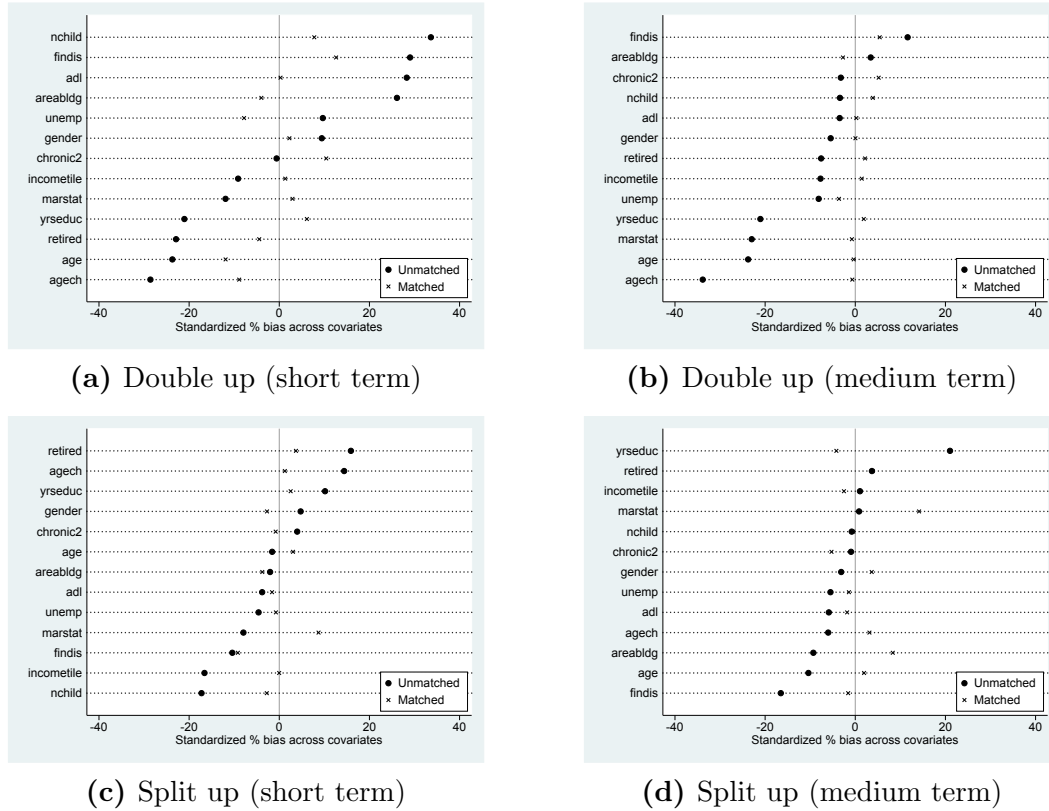 nchild
findis
adl
areabldg
unemp
gender
chronic2
incometile
marstat
yrseduc
retired
age
agech
Unmatched
Matched
-40 -20 0 20 40
Standardized % bias across covariates
(a) Double up (short term)
findis
areabldg
chronic2
nchild
adl
gender
retired
incometile
unemp
yrseduc
marstat
age
agech
Unmatched
Matched
-40 -20 0 20 40
Standardized % bias across covariates
(b) Double up (medium term)
retired
agech
yrseduc
gender
chronic2
age
areabldg
adl
unemp
marstat
findis
incometile
nchild
Unmatched
Matched
-40 -20 0 20 40
Standardized % bias across covariates
(c) Split up (short term)
yrseduc
retired
incometile
marstat
nchild
chronic2
gender
unemp
adl
agech
areabldg
age
findis
Unmatched
Matched
-40 -20 0 20 40
Standardized % bias across covariates
(d) Split up (medium term)